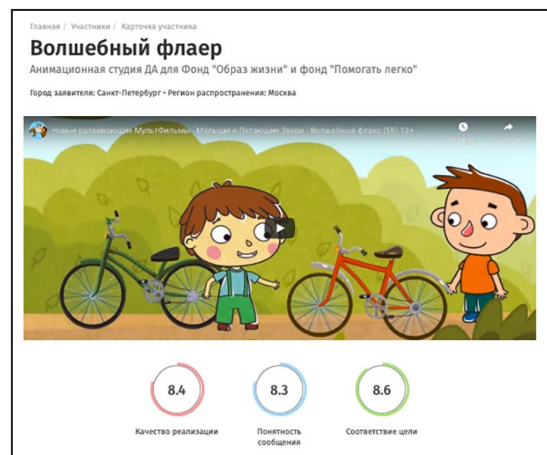 Главная / Участники / Карточка участника
Волшебный флаер
Анимационная студия ДА для Фонд "Образ жизни" и фонд "Помогать легко"
Город заявителя: Санкт-Петербург • Регион распространения: Москва
Новые развивающие МультФильмы - Малыши и Летающие Звери - Волшебный флаер (58) 13+
8.4
8.3
8.6
Качество реализации
Понятность
сообщения
Соответствие цели